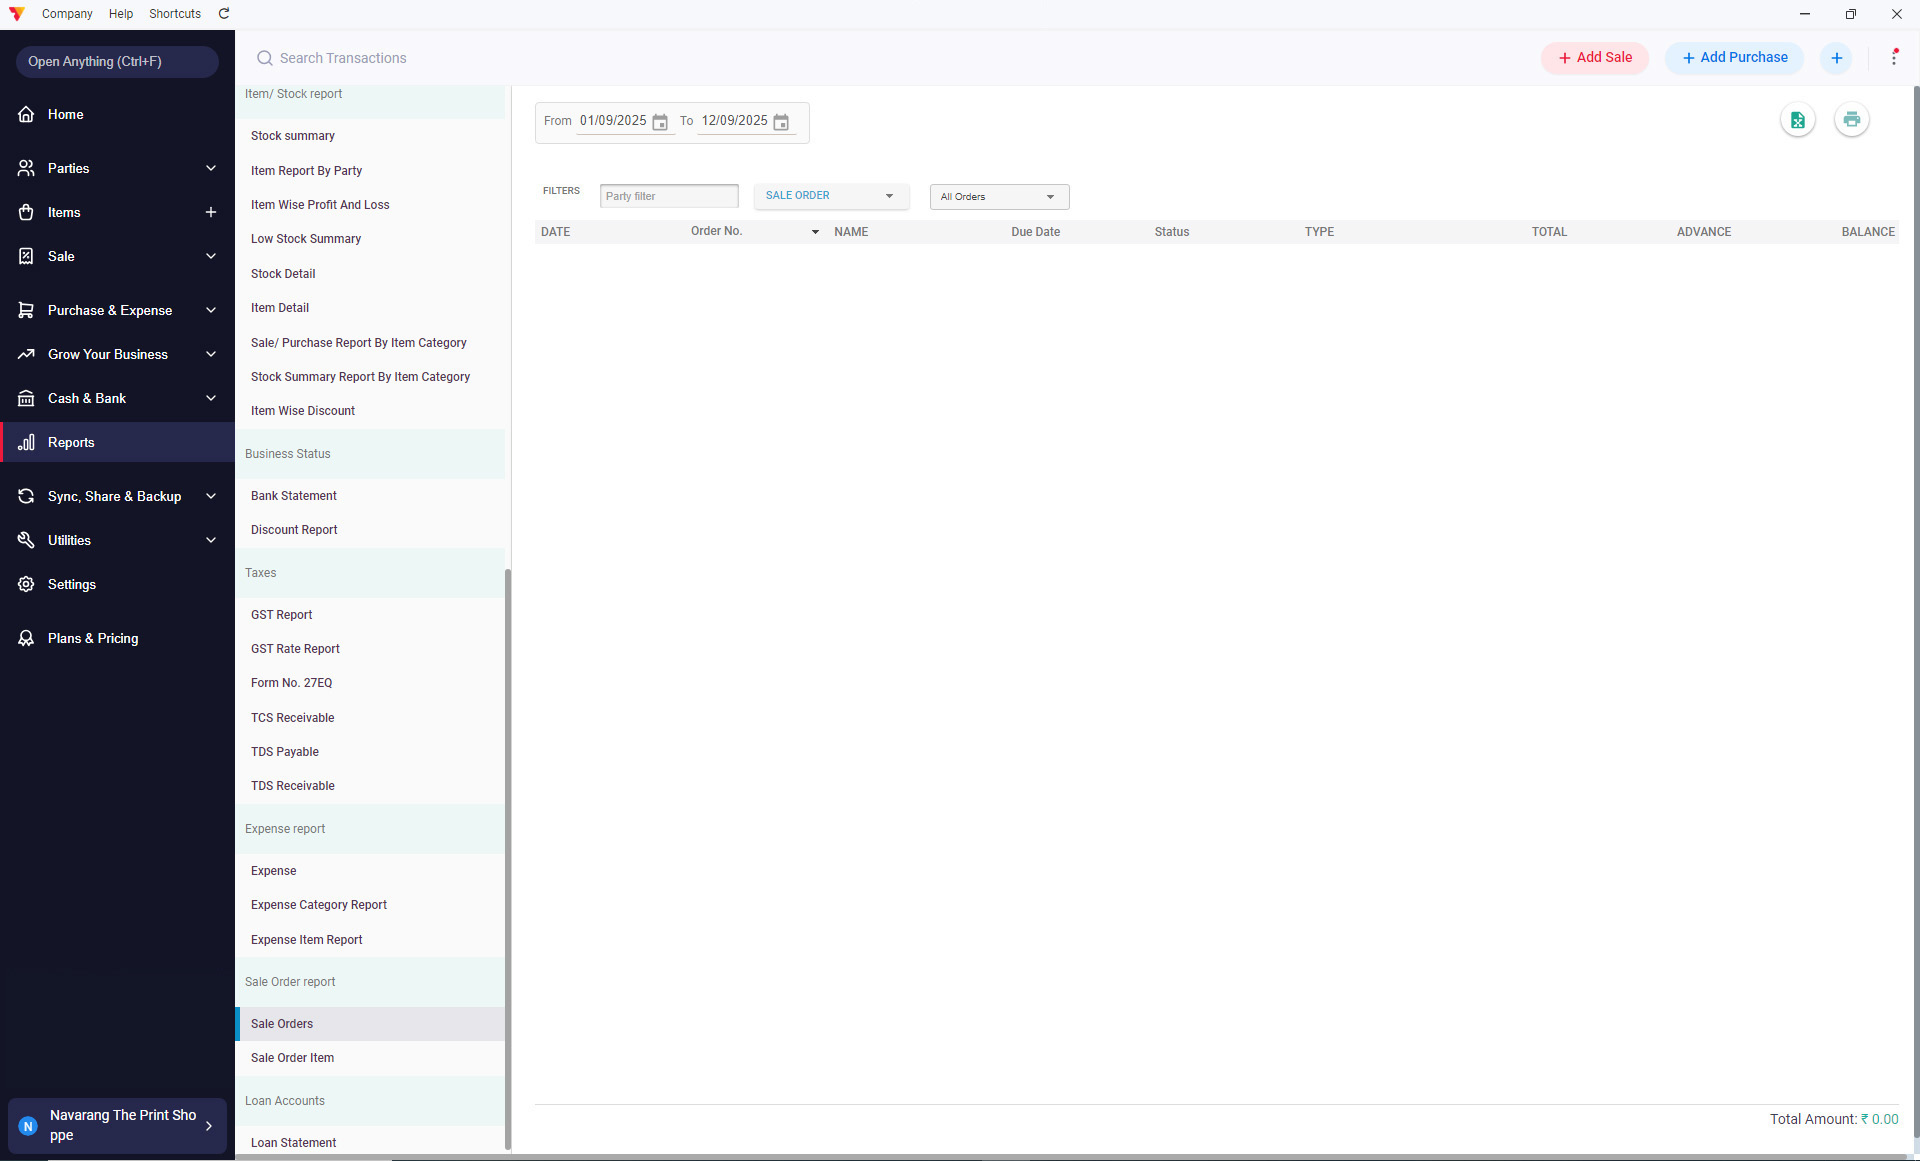 Company Help Shortcuts
Open Anything (Ctrl+F)
Home
Parties
Items
Sale
Purchase & Expense
Grow Your Business
Cash & Bank
Reports
Sync, Share & Backup
Utilities
Settings
Plans & Pricing
N
Navarang The Print Sho
ppe
Search Transactions
+ Add Sale
+ Add Purchase
+
Item/ Stock report
Stock summary
Item Report By Party
Item Wise Profit And Loss
Low Stock Summary
Stock Detail
Item Detail
Sale/ Purchase Report By Item Category
Stock Summary Report By Item Category
Item Wise Discount
Business Status
Bank Statement
Discount Report
Taxes
GST Report
GST Rate Report
Form No. 27EQ
TCS Receivable
TDS Payable
TDS Receivable
Expense report
Expense
Expense Category Report
Expense Item Report
Sale Order report
Sale Orders
Sale Order Item
Loan Accounts
Loan Statement
From 01/09/2025 To 12/09/2025
FILTERS Party filter SALE ORDER All Orders
DATE Order No. NAME Due Date Status TYPE TOTAL ADVANCE BALANCE
Total Amount: ₹ 0.00